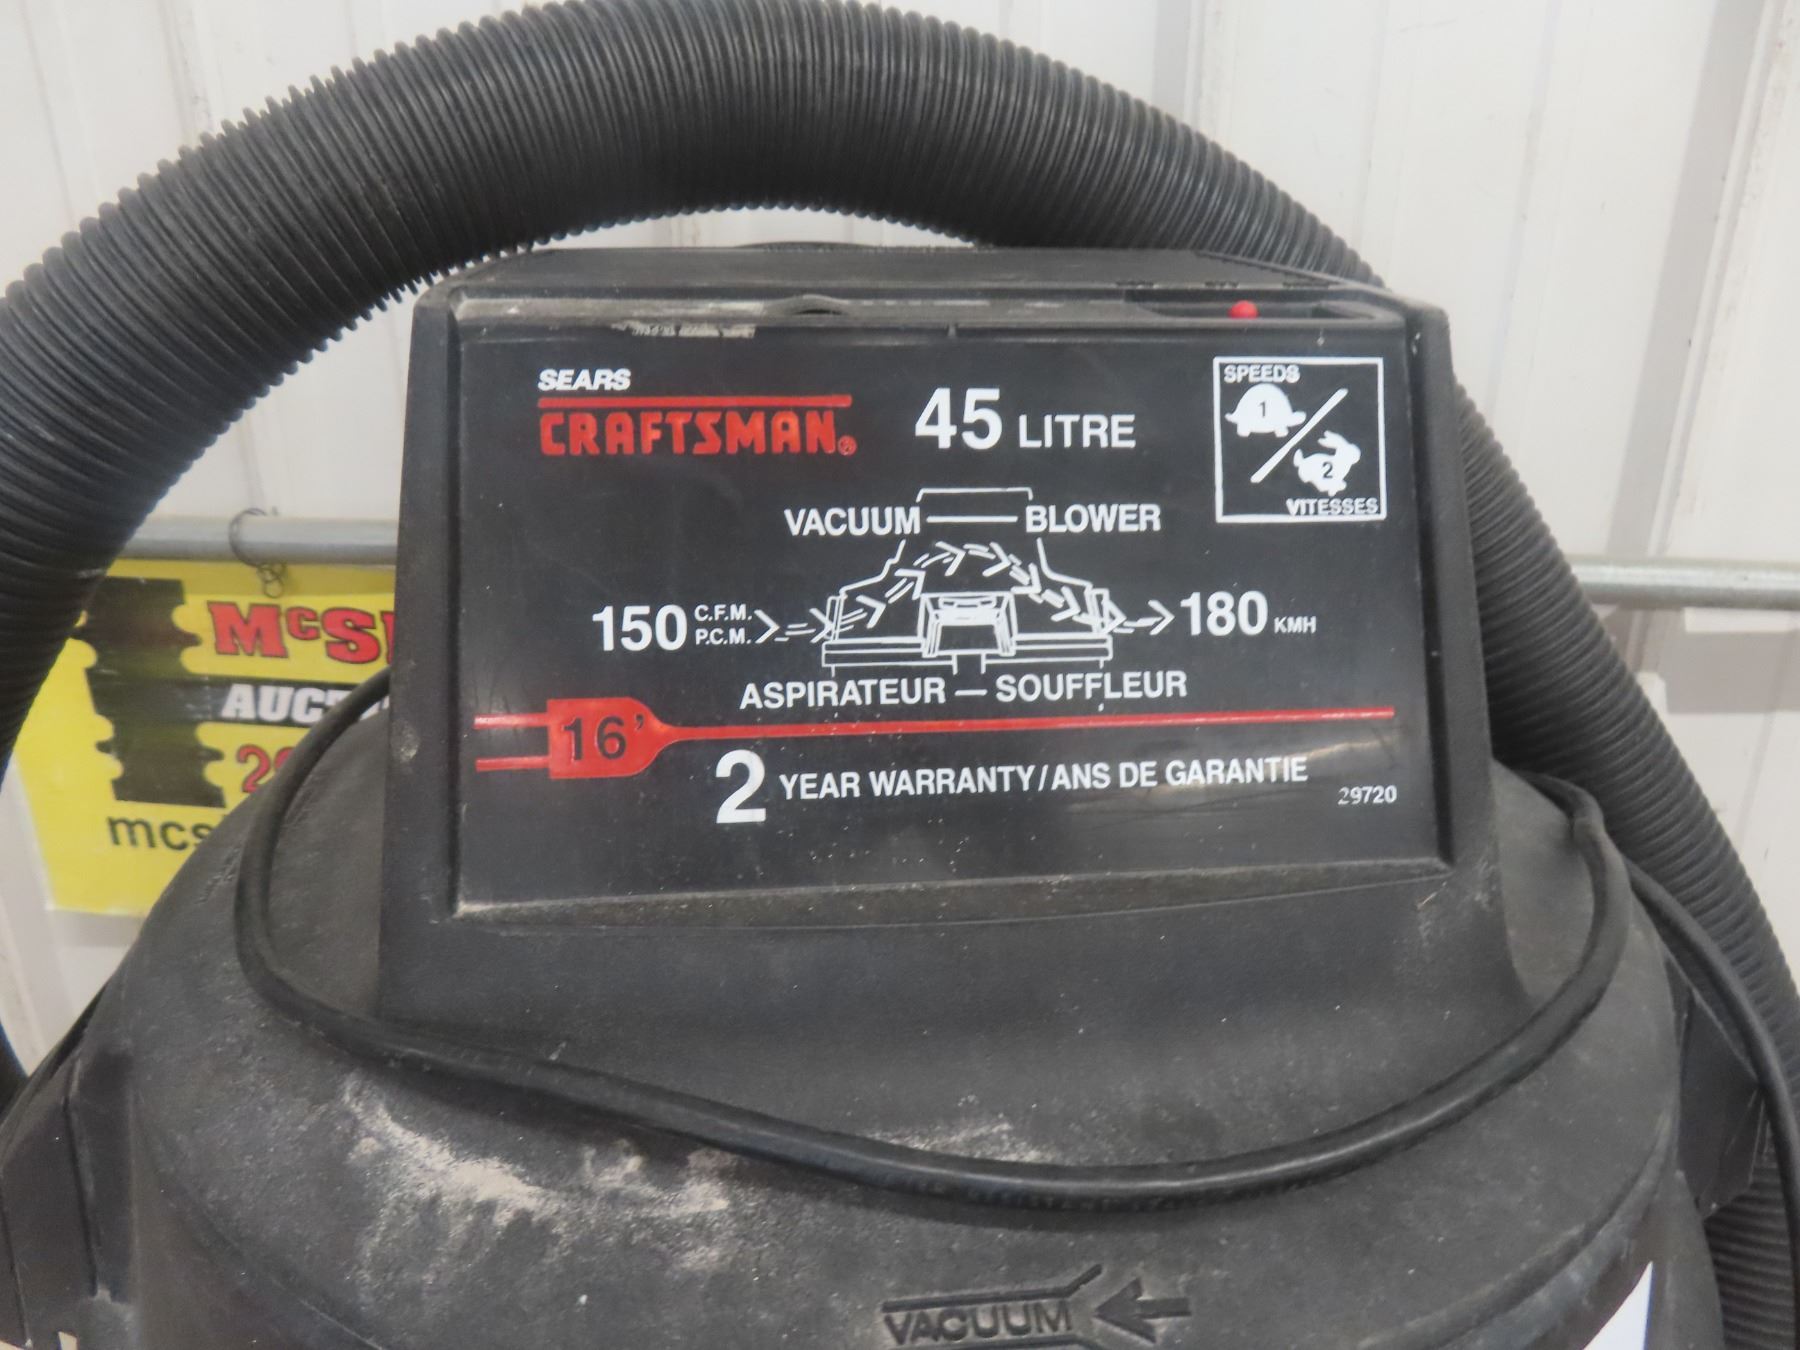 SEARS
CRAFTSMAN®
45 LITRE
SPEEDS
1
2
VITESSES
VACUUM — BLOWER
150 C.F.M.
P.C.M.
180 KMH
ASPIRATEUR — SOUFFLEUR
16'
2 YEAR WARRANTY/ANS DE GARANTIE
29720
VACUUM